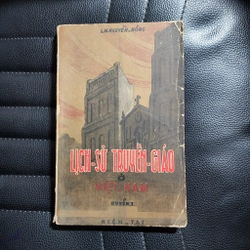 L.M. NGUYỄN-HỒNG
LỊCH-SỬ TRUYỀN-GIÁO
Ở
VIỆT NAM
QUYỂN I
HIỆN-TẠI